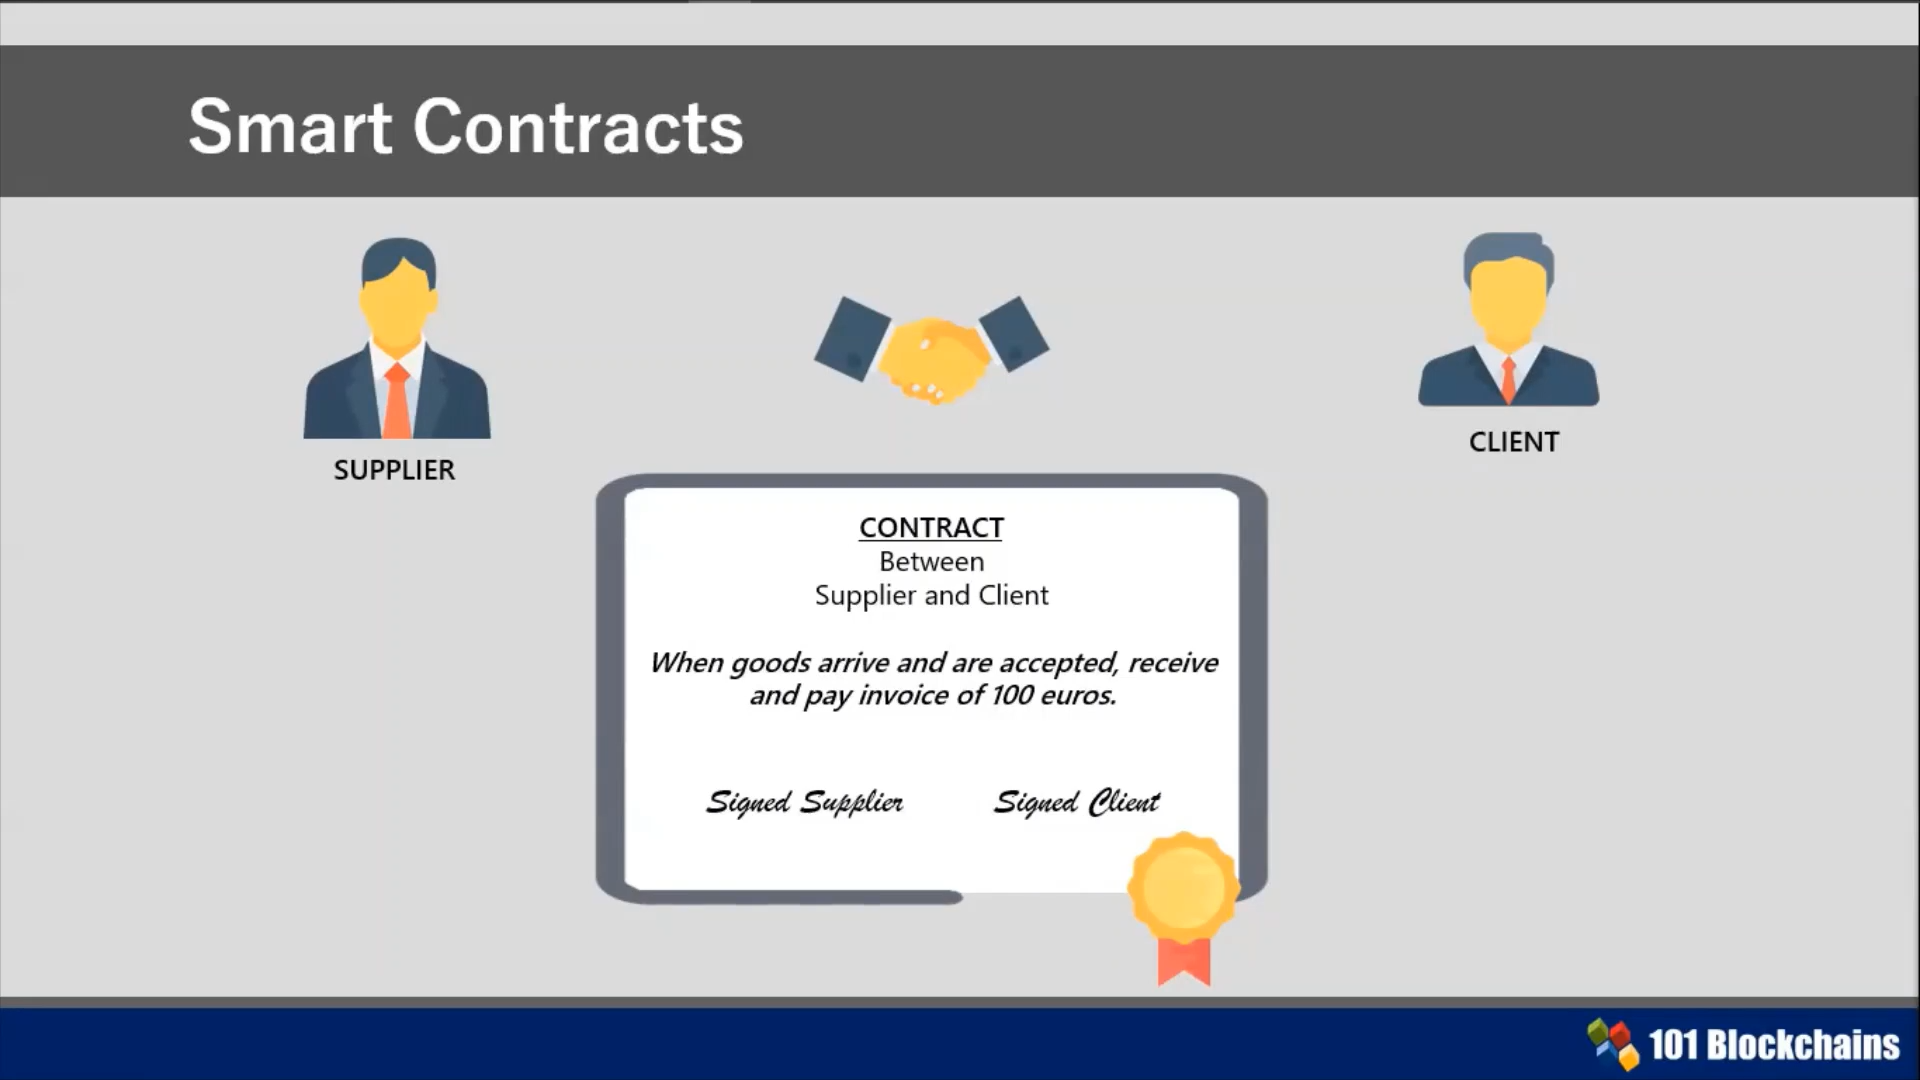 Smart Contracts
SUPPLIER
CLIENT
CONTRACT
Between
Supplier and Client
When goods arrive and are accepted, receive
and pay invoice of 100 euros.
Signed Supplier
Signed Client
101 Blockchains